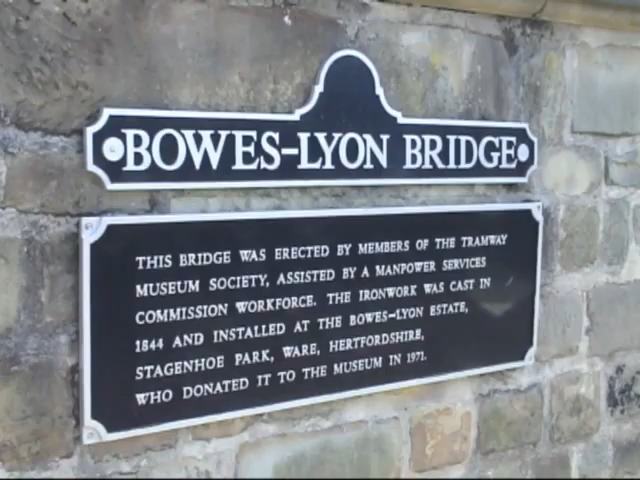 BOWES-LYON BRIDGE
THIS BRIDGE WAS ERECTED BY MEMBERS OF THE TRAMWAY
MUSEUM SOCIETY, ASSISTED BY A MANPOWER SERVICES
COMMISSION WORKFORCE. THE IRONWORK WAS CAST IN
1844 AND INSTALLED AT THE BOWES-LYON ESTATE,
STAGENHOE PARK, WARE, HERTFORDSHIRE,
WHO DONATED IT TO THE MUSEUM IN 1971.